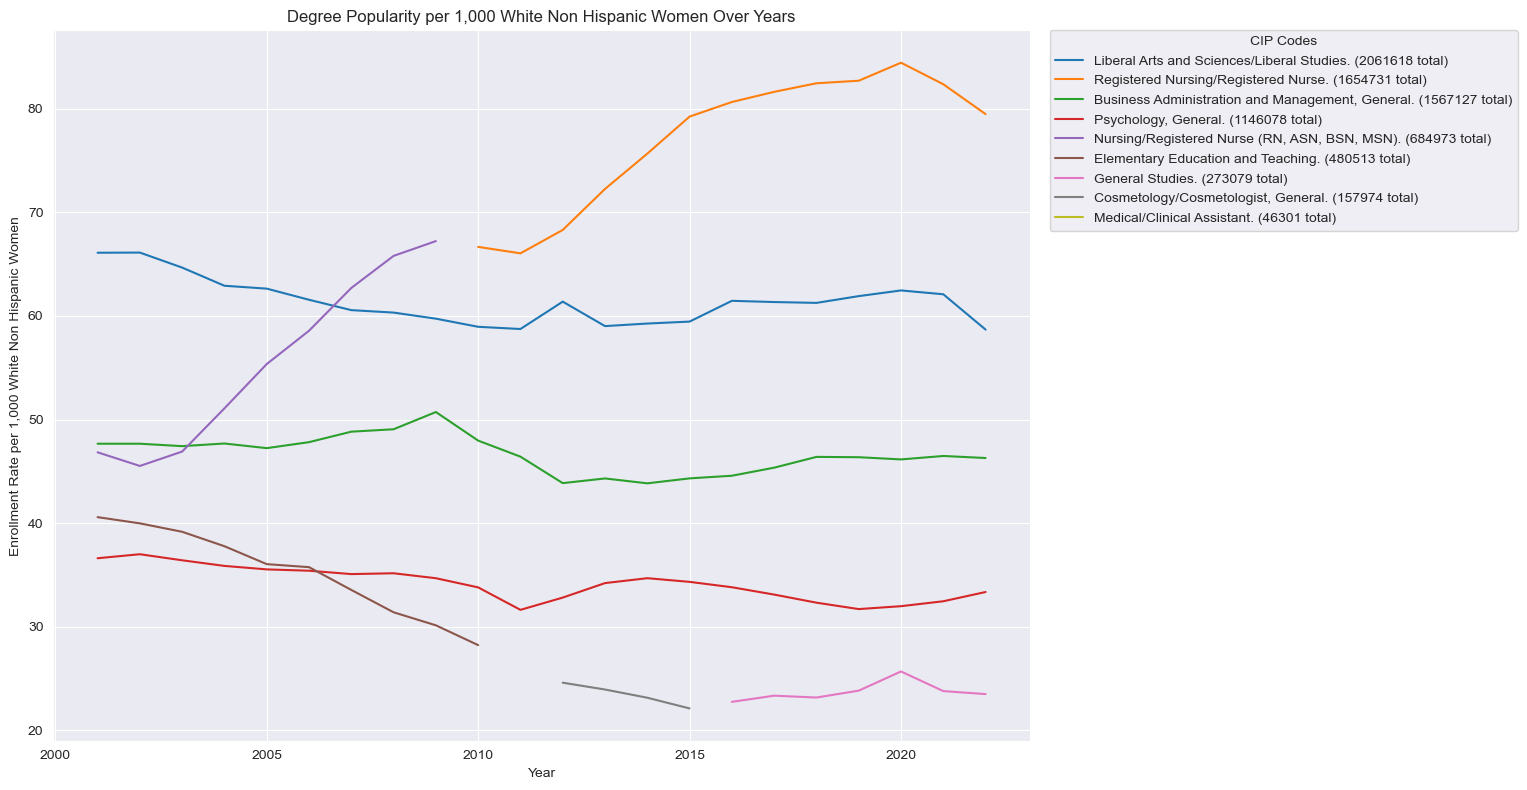 Degree Popularity per 1,000 White Non Hispanic Women Over Years
CIP Codes
Liberal Arts and Sciences/Liberal Studies. (2061618 total)
Registered Nursing/Registered Nurse. (1654731 total)
Business Administration and Management, General. (1567127 total)
Psychology, General. (1146078 total)
Nursing/Registered Nurse (RN, ASN, BSN, MSN). (684973 total)
Elementary Education and Teaching. (480513 total)
General Studies. (273079 total)
Cosmetology/Cosmetologist, General. (157974 total)
Medical/Clinical Assistant. (46301 total)
Enrollment Rate per 1,000 White Non Hispanic Women
80
70
60
50
40
30
20
2000
2005
2010
2015
2020
Year